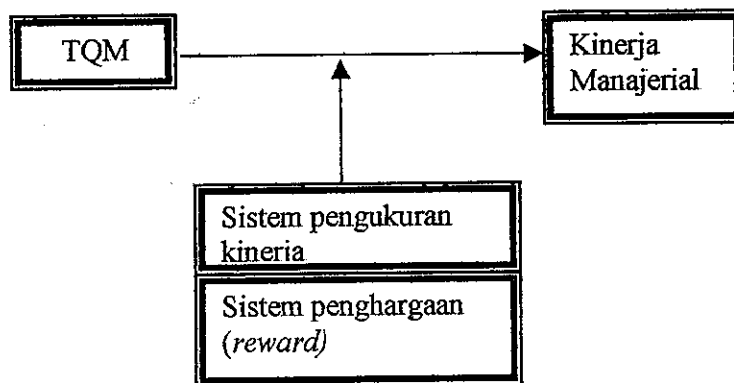 TQM
Kinerja
Manajerial
Sistem pengukuran
kineria
Sistem penghargaan
(reward)